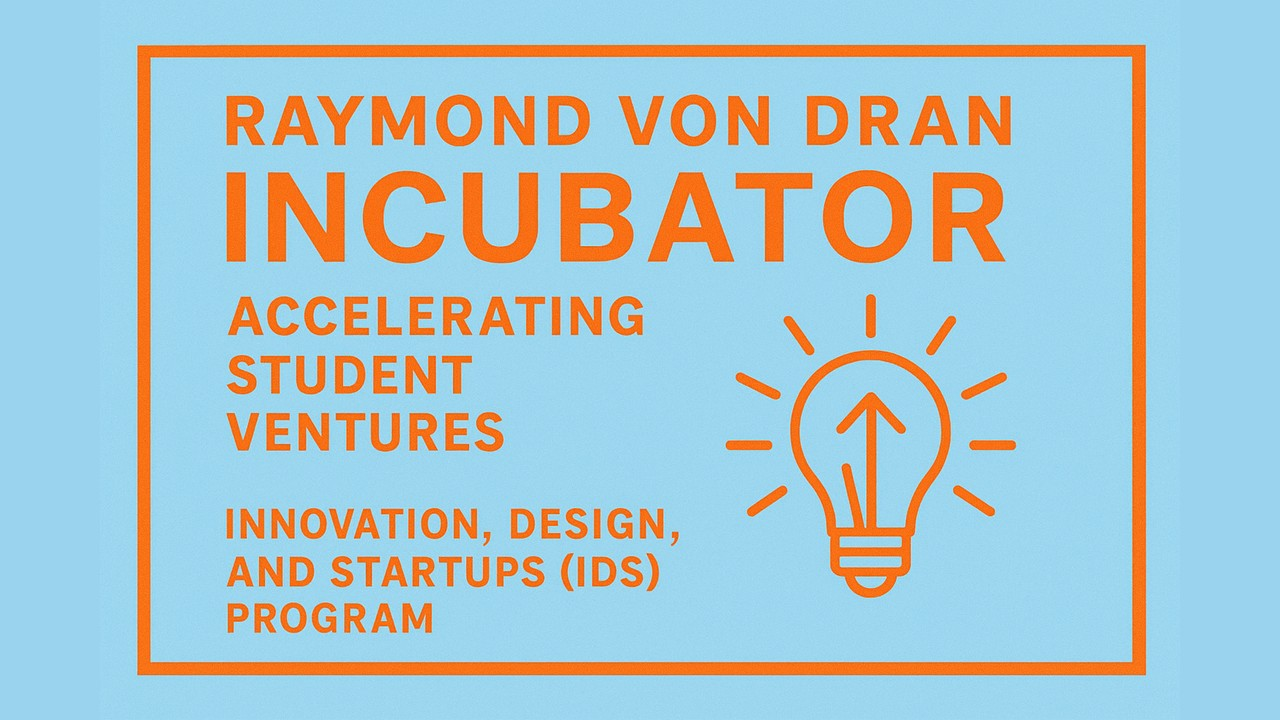 RAYMOND VON DRAN
INCUBATOR
ACCELERATING
STUDENT
VENTURES
INNOVATION, DESIGN,
AND STARTUPS (IDS)
PROGRAM